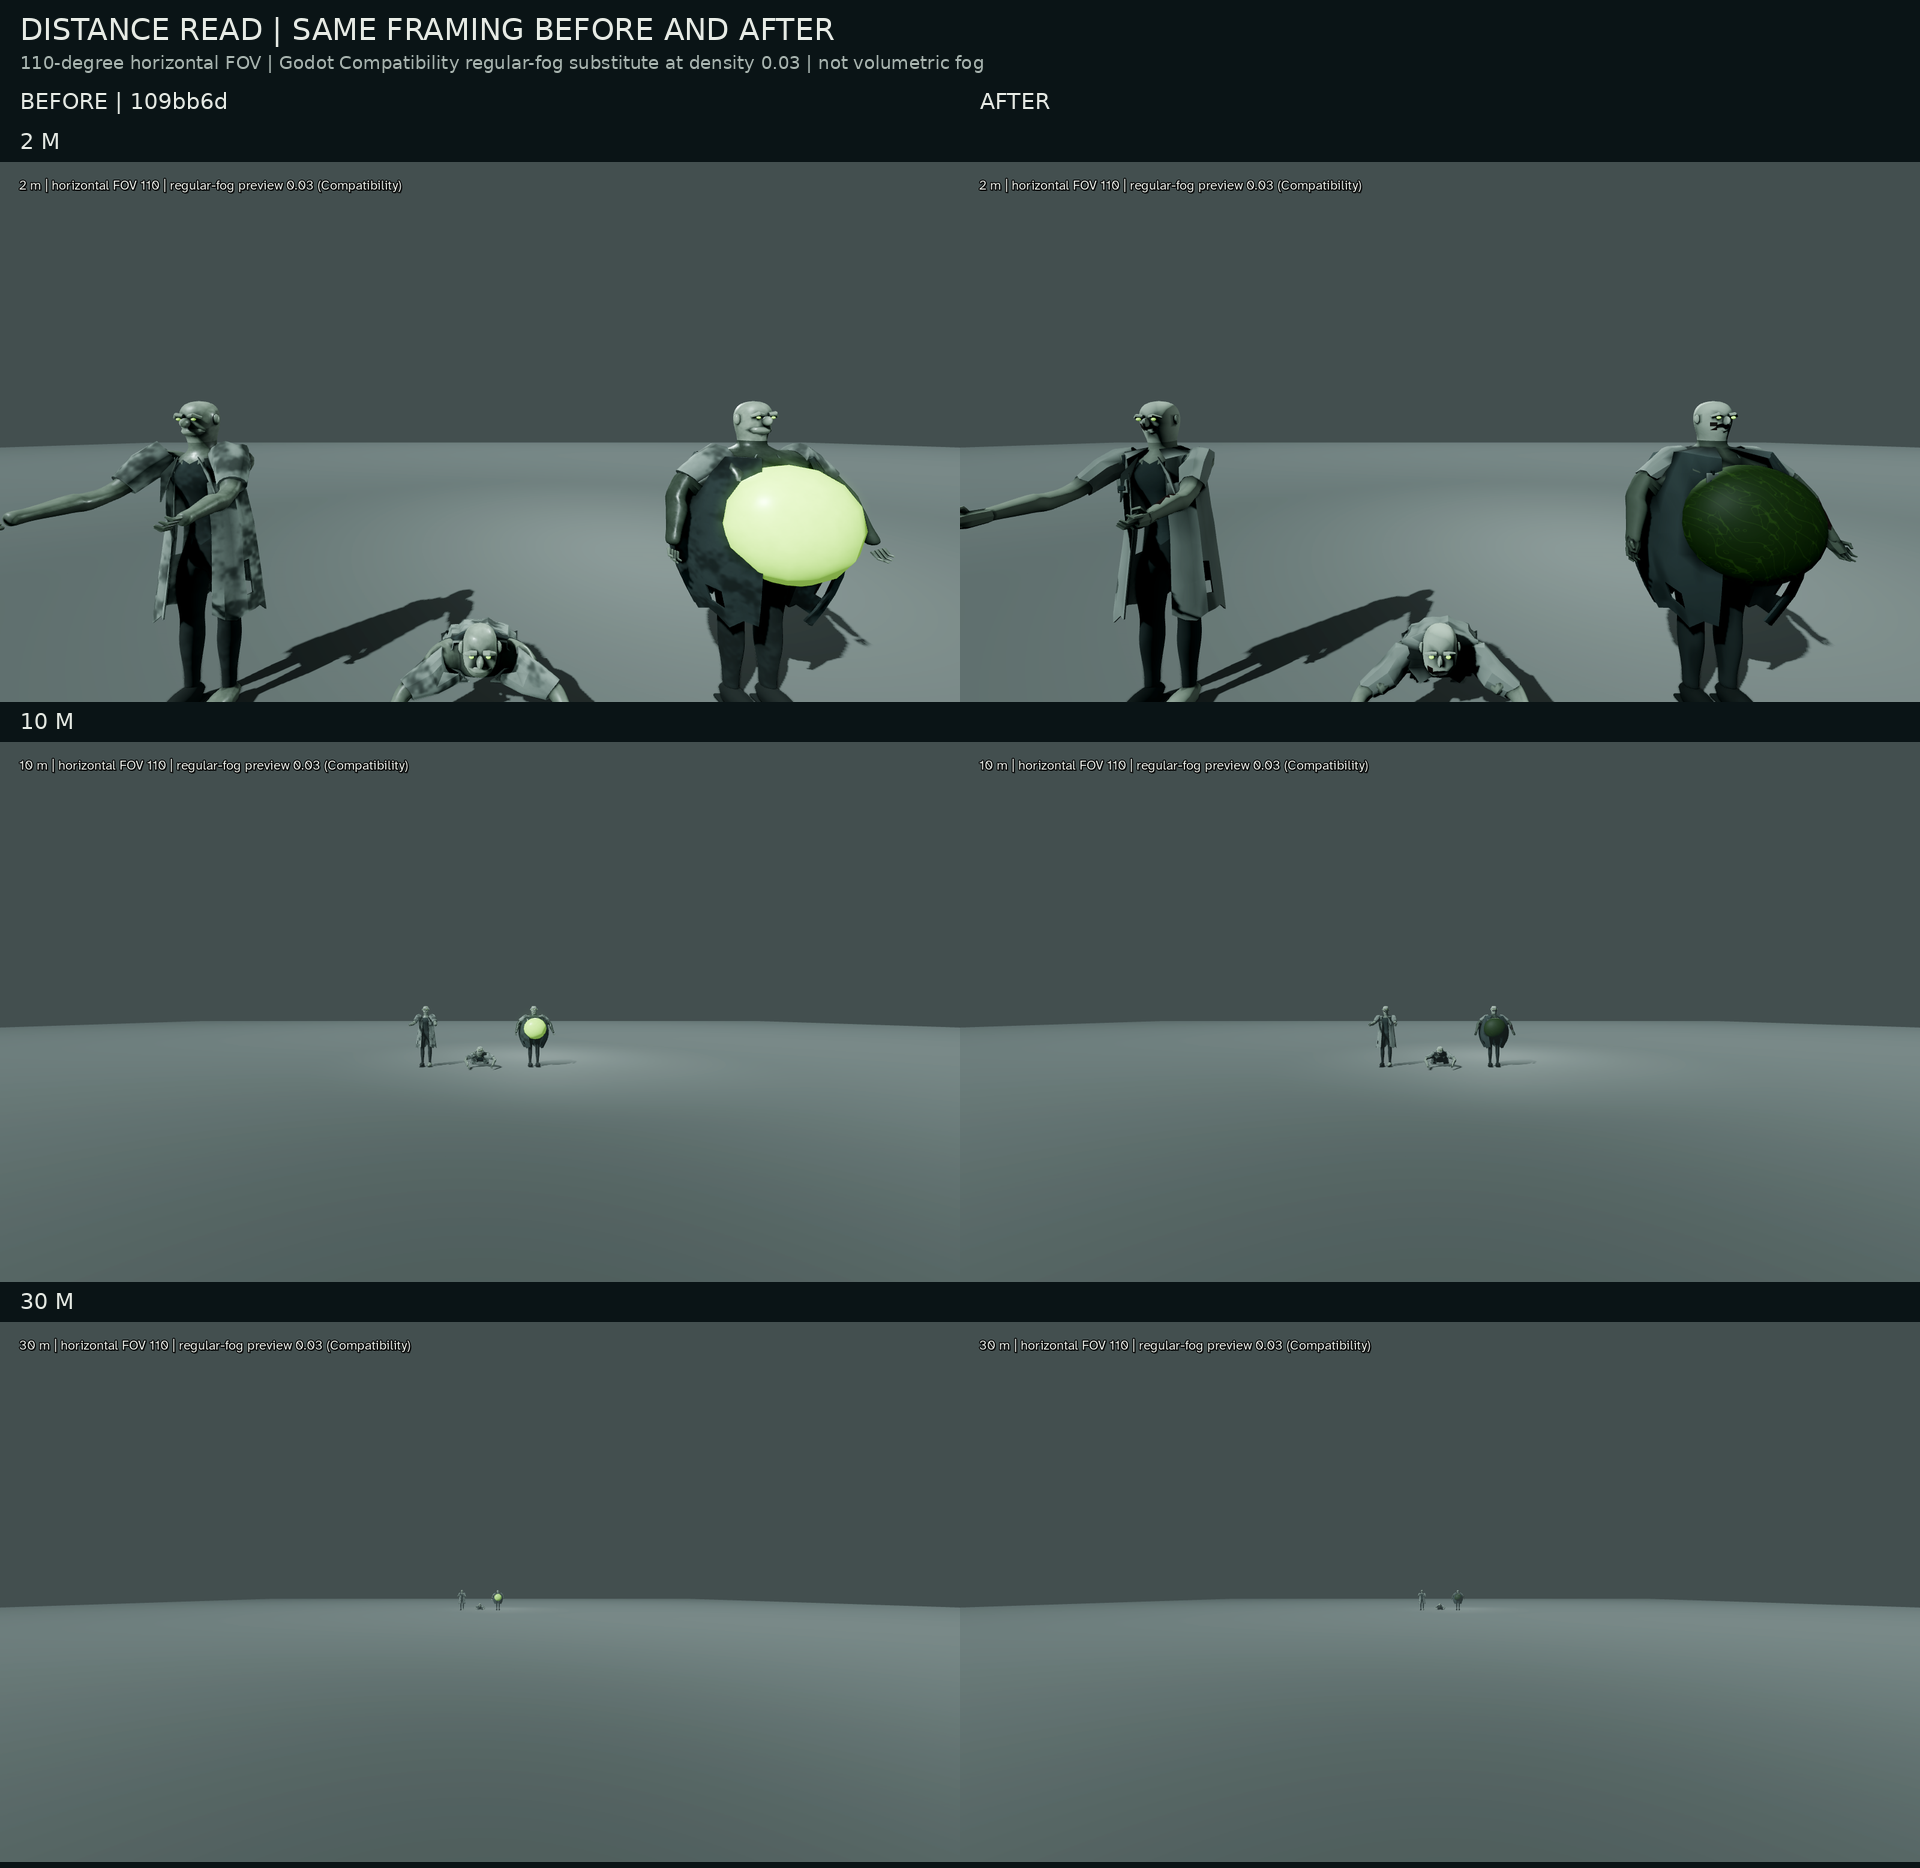 DISTANCE READ | SAME FRAMING BEFORE AND AFTER
110-degree horizontal FOV | Godot Compatibility regular-fog substitute at density 0.03 | not volumetric fog
BEFORE | 109bb6d
AFTER
2 M
2 m | horizontal FOV 110 | regular-fog preview 0.03 (Compatibility)
2 m | horizontal FOV 110 | regular-fog preview 0.03 (Compatibility)
10 M
10 m | horizontal FOV 110 | regular-fog preview 0.03 (Compatibility)
10 m | horizontal FOV 110 | regular-fog preview 0.03 (Compatibility)
30 M
30 m | horizontal FOV 110 | regular-fog preview 0.03 (Compatibility)
30 m | horizontal FOV 110 | regular-fog preview 0.03 (Compatibility)